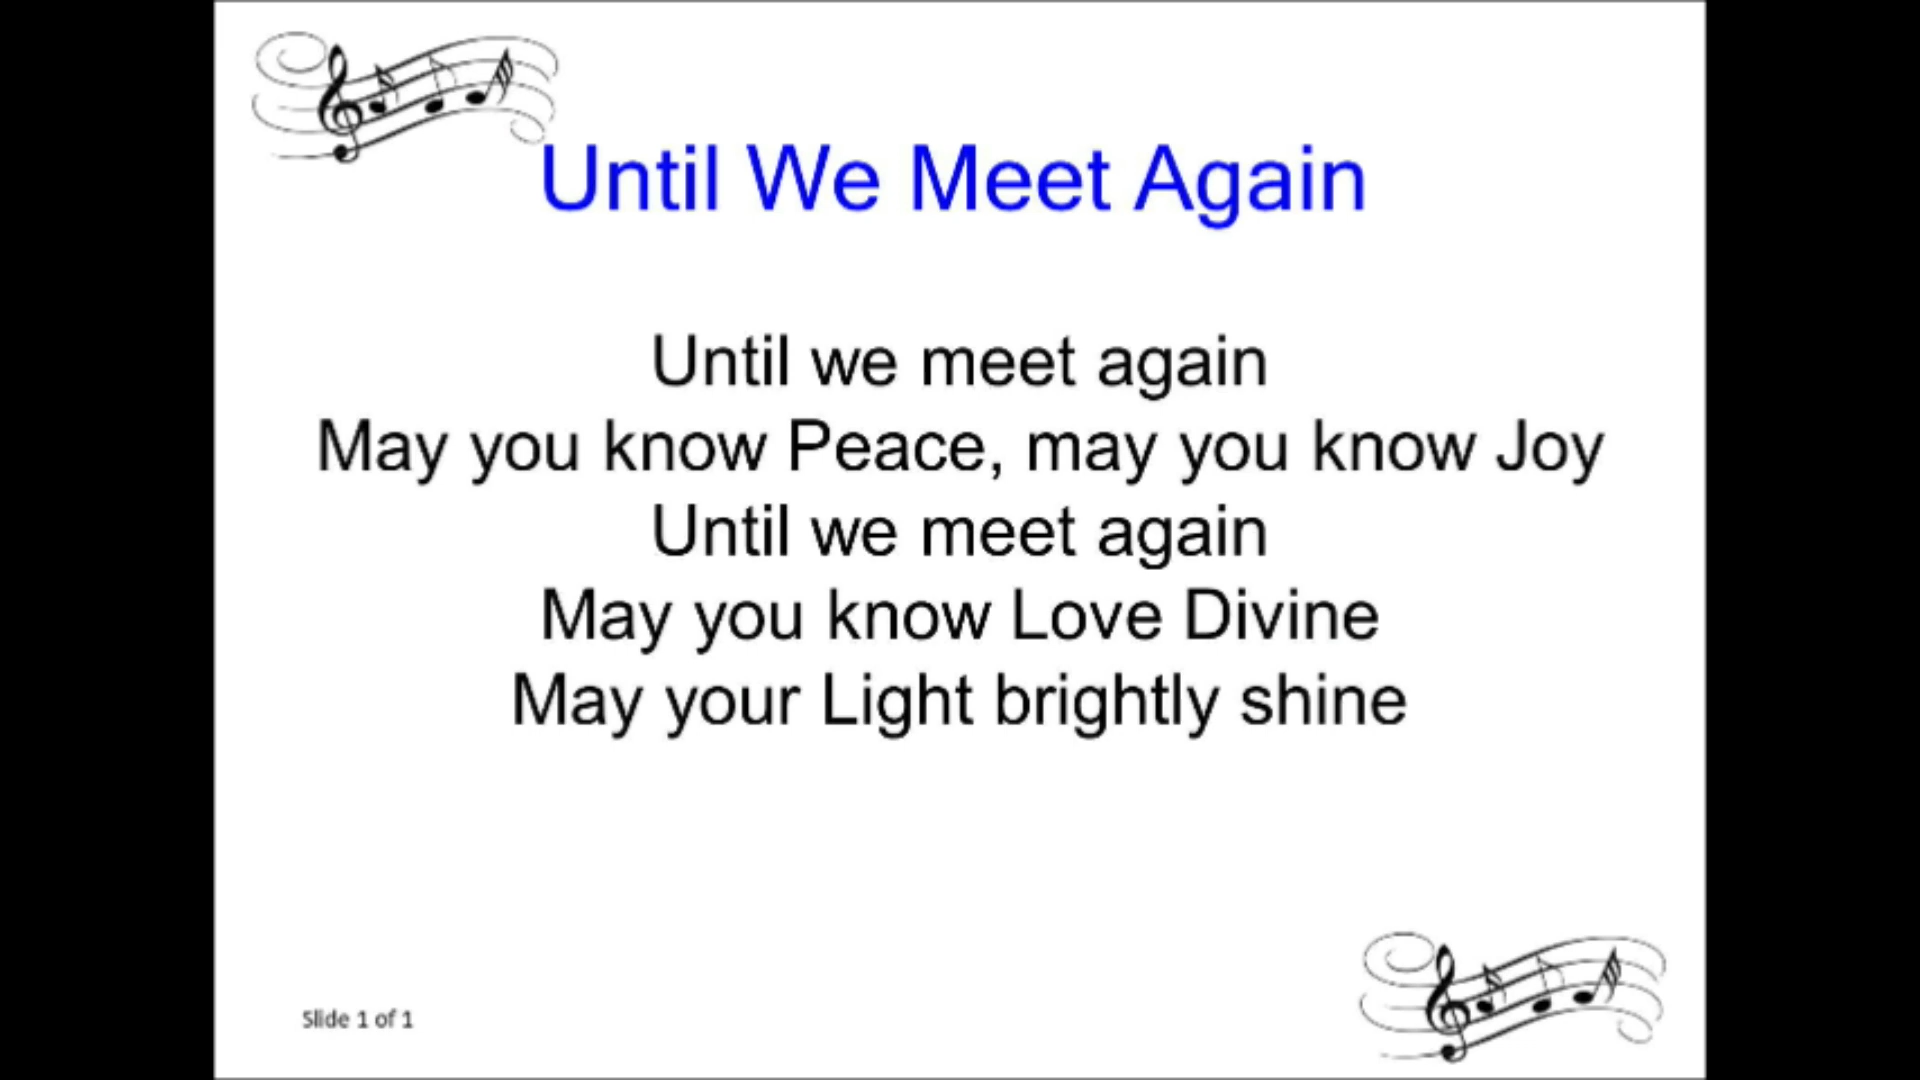 Until We Meet Again
Until we meet again
May you know Peace, may you know Joy
Until we meet again
May you know Love Divine
May your Light brightly shine
Slide 1 of 1